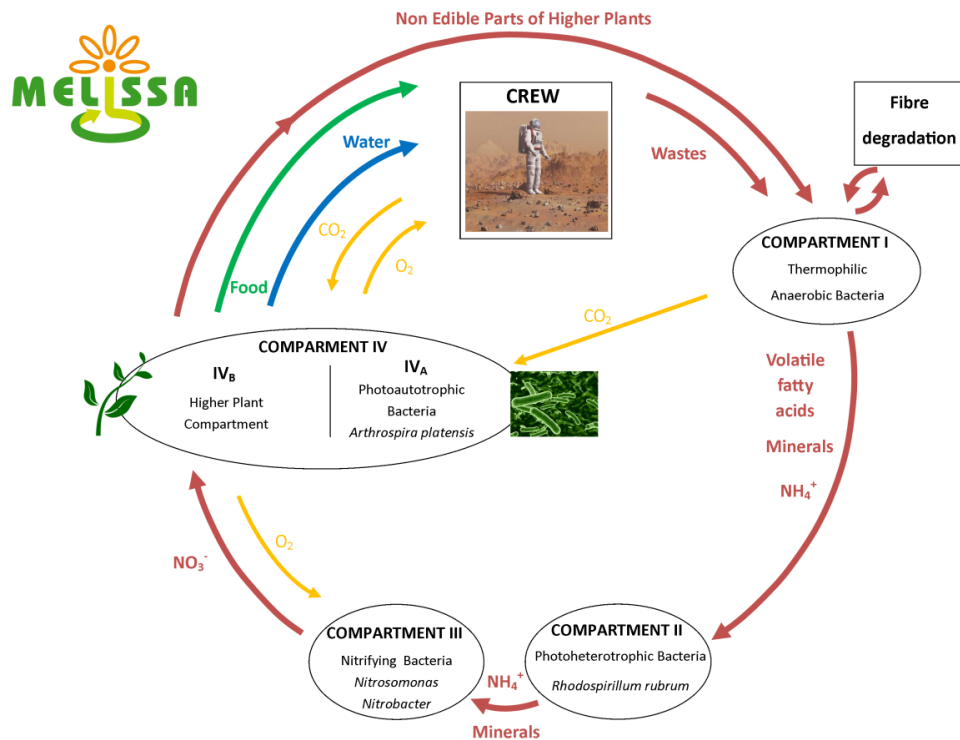 Non Edible Parts of Higher Plants
MELiSSA
CREW
Fibre
degradation
Water
Wastes
CO₂
O₂
Food
COMPARTMENT I
Thermophilic
Anaerobic Bacteria
CO₂
COMPARMENT IV
IV_B
Higher Plant
Compartment
IV_A
Photoautotrophic
Bacteria
Arthrospira platensis
Volatile
fatty
acids
Minerals
NH₄⁺
O₂
NO₃⁻
COMPARTMENT III
Nitrifying Bacteria
Nitrosomonas
Nitrobacter
NH₄⁺
Minerals
COMPARTMENT II
Photoheterotrophic Bacteria
Rhodospirillum rubrum